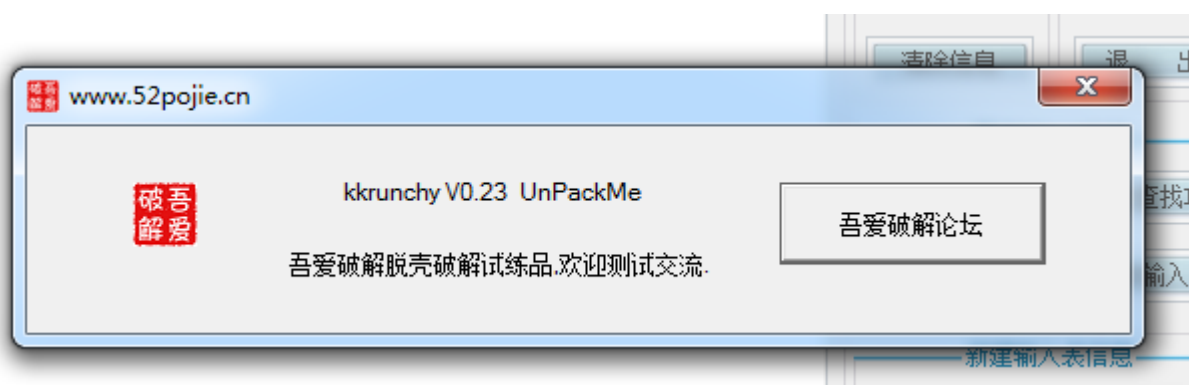 清除信息
退 出
www.52pojie.cn
吾爱
破解
kkrunchy V0.23 UnPackMe
吾爱破解论坛
吾爱破解脱壳破解试练品.欢迎测试交流.
查找
输入
新建输入表信息